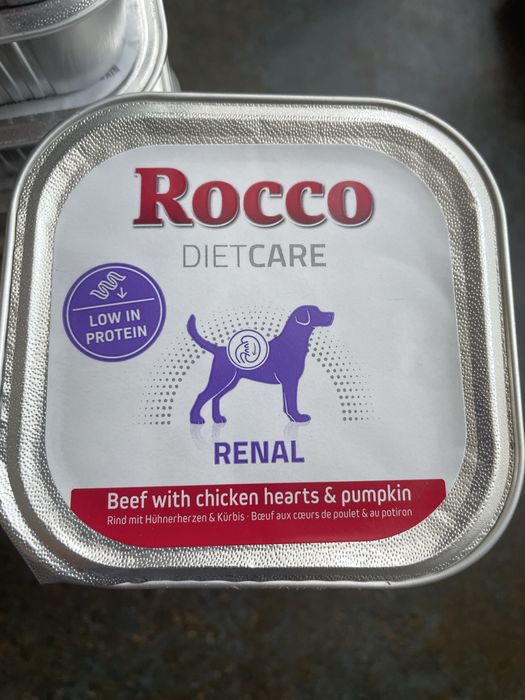 Rocco
DIETCARE
LOW IN
PROTEIN
RENAL
Beef with chicken hearts & pumpkin
Rind mit Hühnerherzen & Kürbis · Bœuf aux cœurs de poulet & au potiron